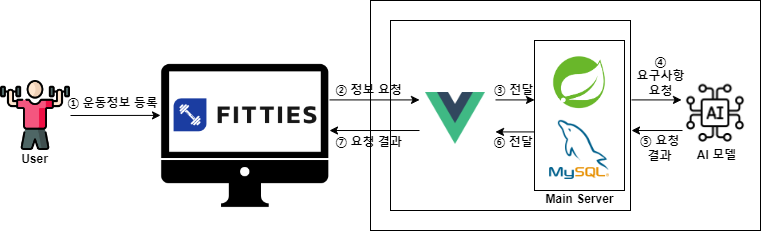 ① 운동정보 등록
User
FITTIES
② 정보 요청
⑦ 요청 결과
③ 전달
⑥ 전달
MySQL
Main Server
④
요구사항
요청
⑤ 요청
결과
AI
AI 모델